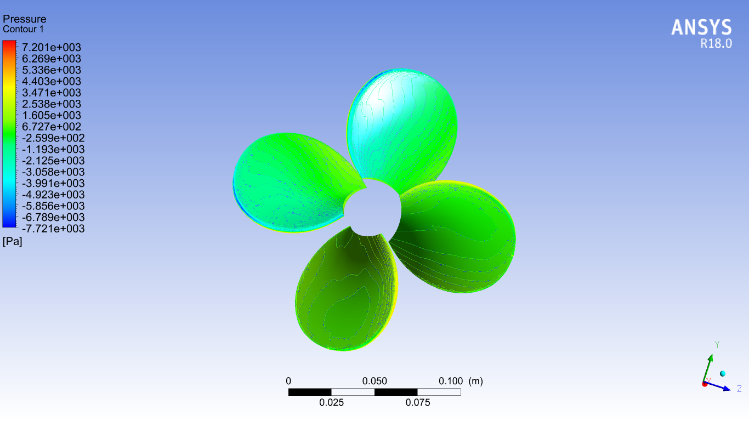 Pressure
Contour 1
7.201e+003
6.269e+003
5.336e+003
4.403e+003
3.471e+003
2.538e+003
1.605e+003
6.727e+002
-2.599e+002
-1.193e+003
-2.125e+003
-3.058e+003
-3.991e+003
-4.923e+003
-5.856e+003
-6.789e+003
-7.721e+003
[Pa]
ANSYS
R18.0
0 0.050 0.100 (m)
0.025 0.075
Y
Z